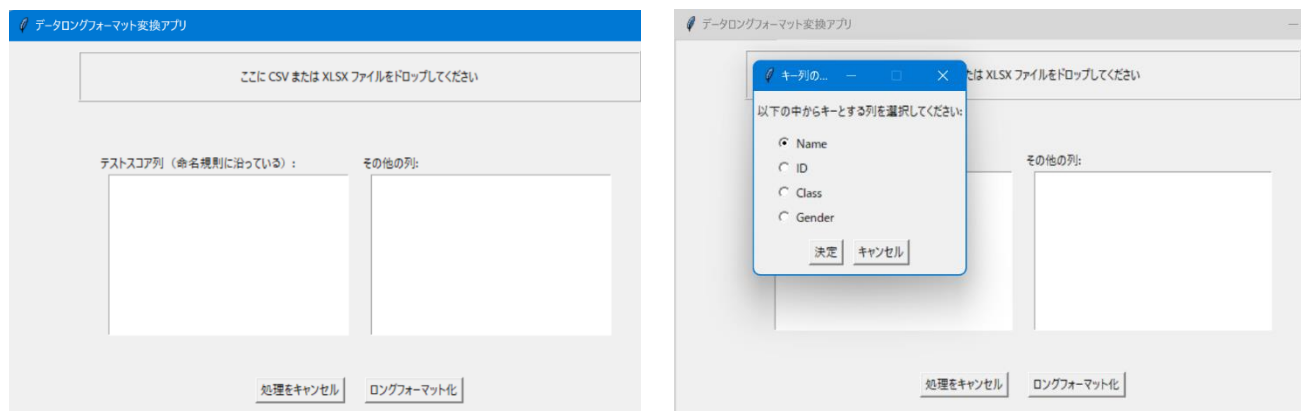 データロングフォーマット変換アプリ
ここに CSV または XLSX ファイルをドロップしてください
テストスコア列（命名規則に沿っている）:
その他の列:
処理をキャンセル
ロングフォーマット化
データロングフォーマット変換アプリ
たは XLSX ファイルをドロップしてください
キー列の...
以下の中からキーとする列を選択してください:
Name
ID
Class
Gender
決定
キャンセル
その他の列:
処理をキャンセル
ロングフォーマット化